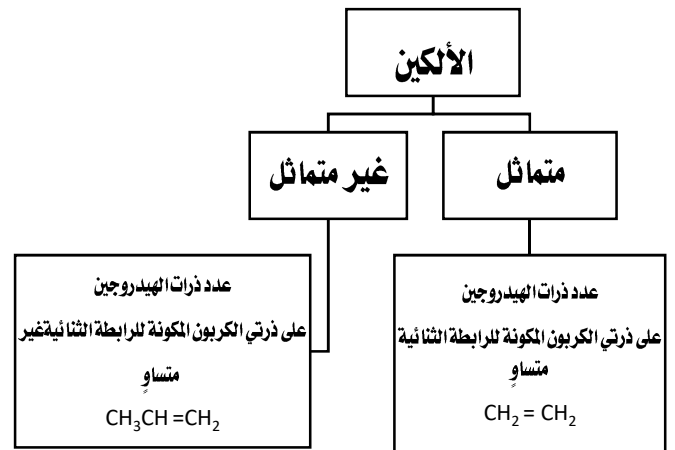 الألكين
متماثل
غير متماثل
عدد ذرات الهيدروجين
على ذرتي الكربون المكونة للرابطة الثنائية
متساوٍ
CH₂ = CH₂
عدد ذرات الهيدروجين
على ذرتي الكربون المكونة للرابطة الثنائيةغير
متساوٍ
CH₃CH =CH₂